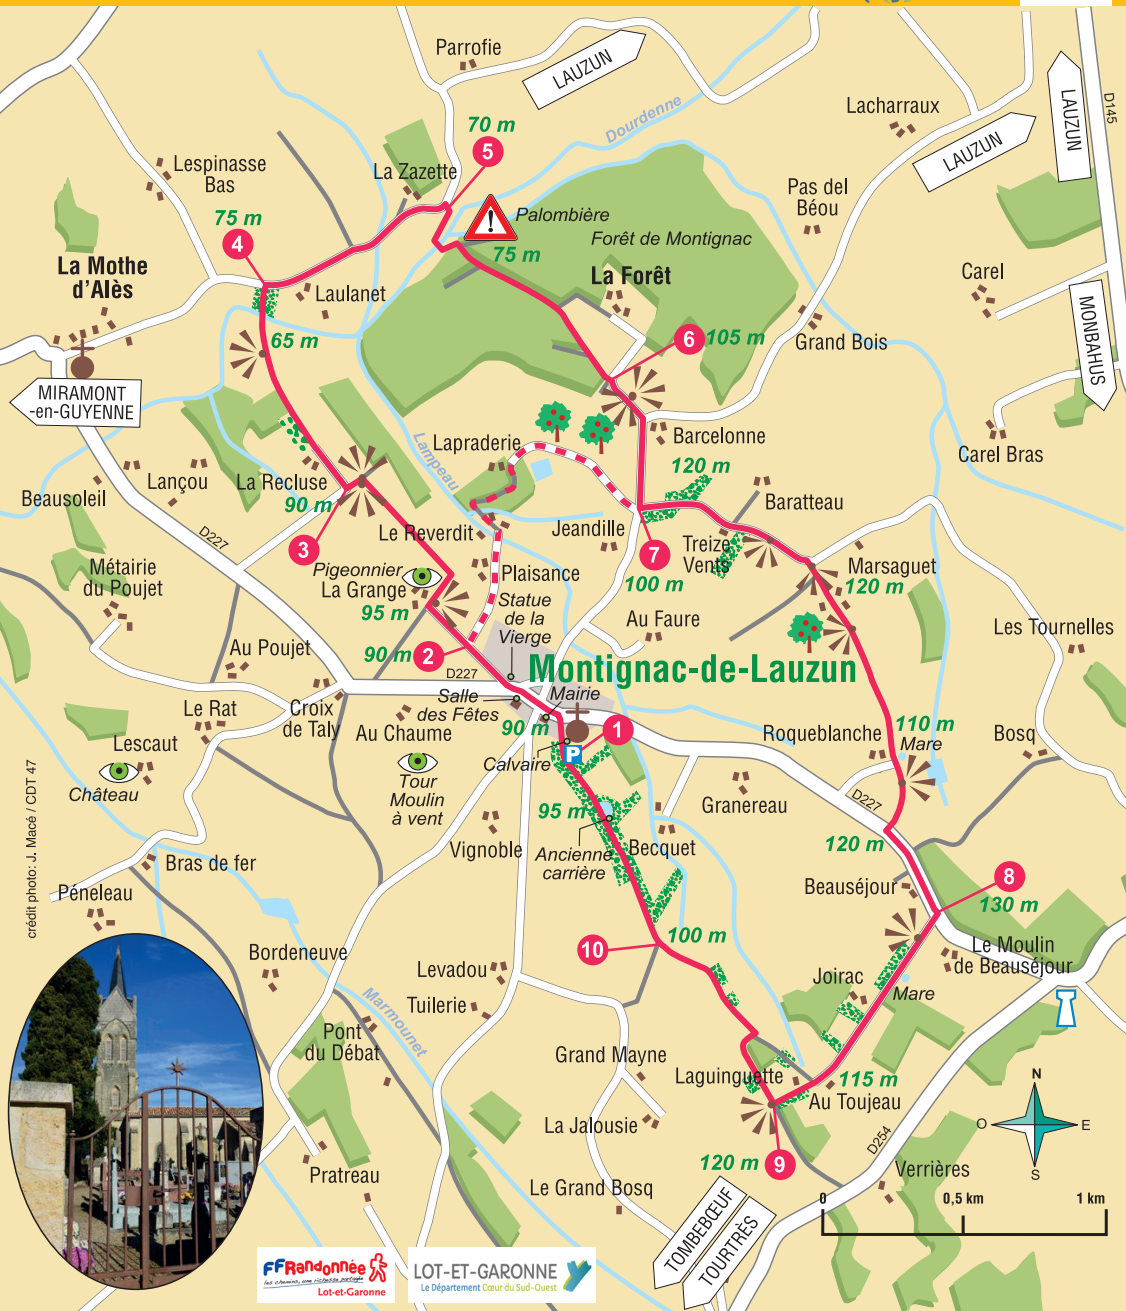 Parrofie
LAUZUN
LAUZUN
D145
Lacharraux
LAUZUN
Dourdenne
70 m
5
Lespinasse
Bas
La Zazette
Pas del
Béou
75 m
4
Palombière
75 m
Forêt de Montignac
La Mothe
d'Alès
Laulanet
La Forêt
Carel
MONBAHUS
65 m
6
105 m
Grand Bois
MIRAMONT
-en-GUYENNE
Lampeau
Lapraderie
Barcelonne
Carel Bras
120 m
Beausoleil
Lançou
La Recluse
90 m
Baratteau
D227
3
Le Reverdit
Jeandille
7
100 m
Treize
Vents
Marsaguet
120 m
Métairie
du Poujet
Pigeonnier
La Grange
95 m
Plaisance
Statue
de la
Vierge
Au Faure
Les Tournelles
Au Poujet
90 m
2
D227
Montignac-de-Lauzun
Le Rat
Croix
de Taly
Salle
des Fêtes
Mairie
90 m
1
Au Chaume
110 m
Mare
Roqueblanche
Bosq
Lescaut
Château
Calvaire
P
Tour
Moulin
à vent
95 m
Granereau
D227
120 m
Vignoble
Ancienne
carrière
Becquet
Bras de fer
Péneleau
Beauséjour
8
130 m
crédit photo: J. Macé / CDT 47
100 m
10
Bordeneuve
Levadou
Le Moulin
de Beauséjour
Joirac
Mare
Tuilerie
Marmounet
Pont
du Débat
Grand Mayne
Laguinguette
115 m
Au Toujeau
N
O
E
S
La Jalousie
D254
Pratreau
120 m
9
Verrières
Le Grand Bosq
0
0,5 km
1 km
TOMBEBŒUF
TOURTRÈS
FFRandonnée
les chemins, une richesse partagée
Lot-et-Garonne
LOT-ET-GARONNE
Le Département Cœur du Sud-Ouest